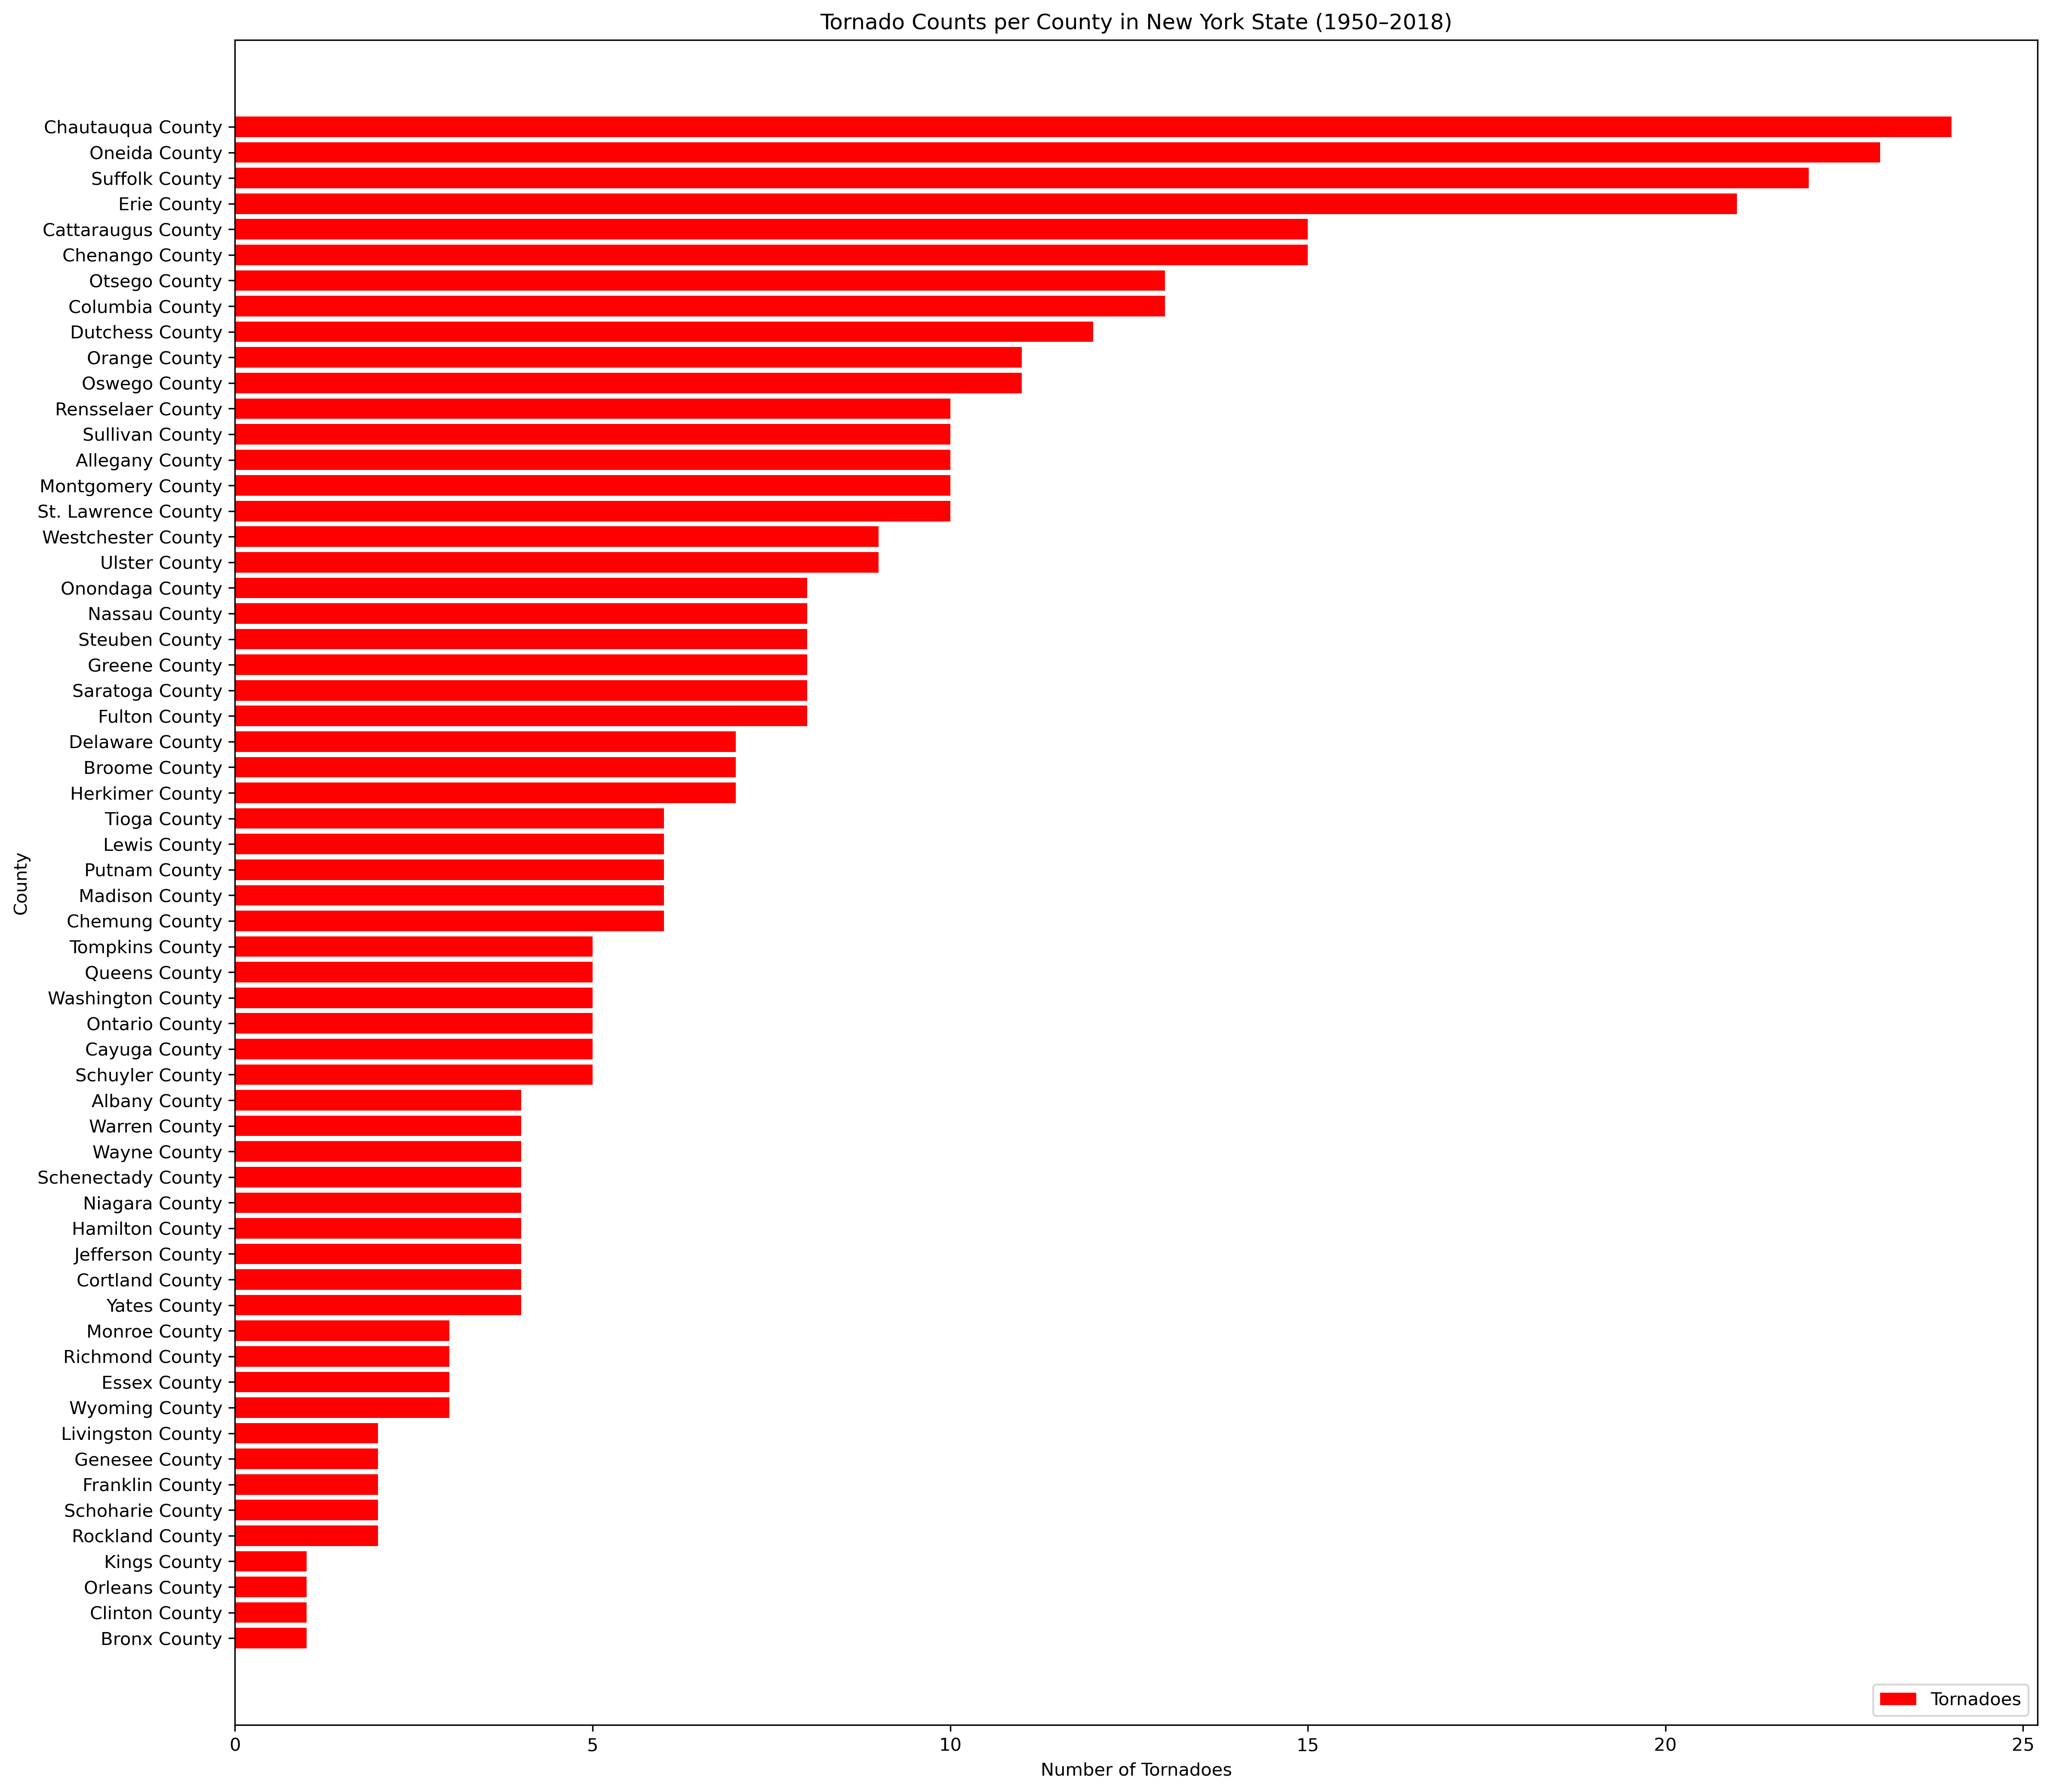 Tornado Counts per County in New York State (1950–2018)
Chautauqua County
Oneida County
Suffolk County
Erie County
Cattaraugus County
Chenango County
Otsego County
Columbia County
Dutchess County
Orange County
Oswego County
Rensselaer County
Sullivan County
Allegany County
Montgomery County
St. Lawrence County
Westchester County
Ulster County
Onondaga County
Nassau County
Steuben County
Greene County
Saratoga County
Fulton County
Delaware County
Broome County
Herkimer County
Tioga County
Lewis County
Putnam County
Madison County
Chemung County
Tompkins County
Queens County
Washington County
Ontario County
Cayuga County
Schuyler County
Albany County
Warren County
Wayne County
Schenectady County
Niagara County
Hamilton County
Jefferson County
Cortland County
Yates County
Monroe County
Richmond County
Essex County
Wyoming County
Livingston County
Genesee County
Franklin County
Schoharie County
Rockland County
Kings County
Orleans County
Clinton County
Bronx County
County
Tornadoes
0 5 10 15 20 25
Number of Tornadoes